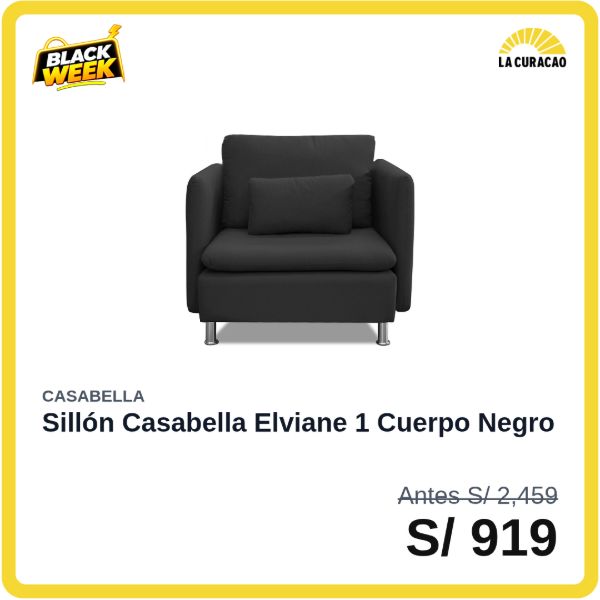 BLACK
WEEK
LA CURACAO
CASABELLA
Sillón Casabella Elviane 1 Cuerpo Negro
Antes S/ 2,459
S/ 919